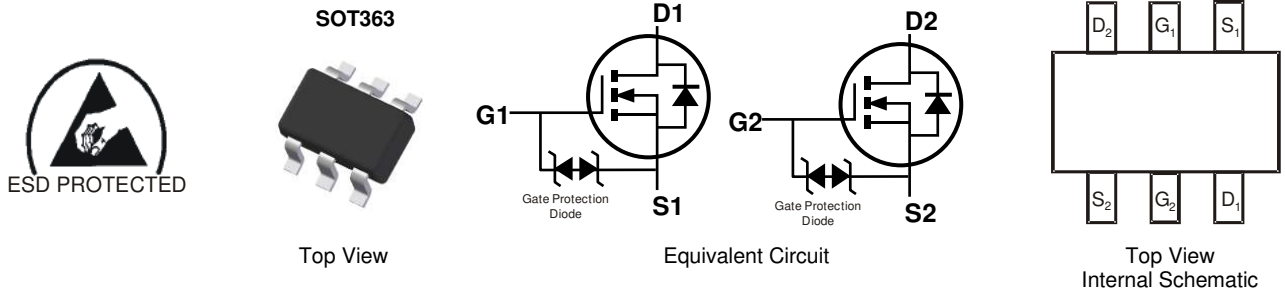 ESD PROTECTED
SOT363
Top View
D1
G1
Gate Protection
Diode
S1
D2
G2
Gate Protection
Diode
S2
Equivalent Circuit
D2 G1 S1
S2 G2 D1
Top View
Internal Schematic